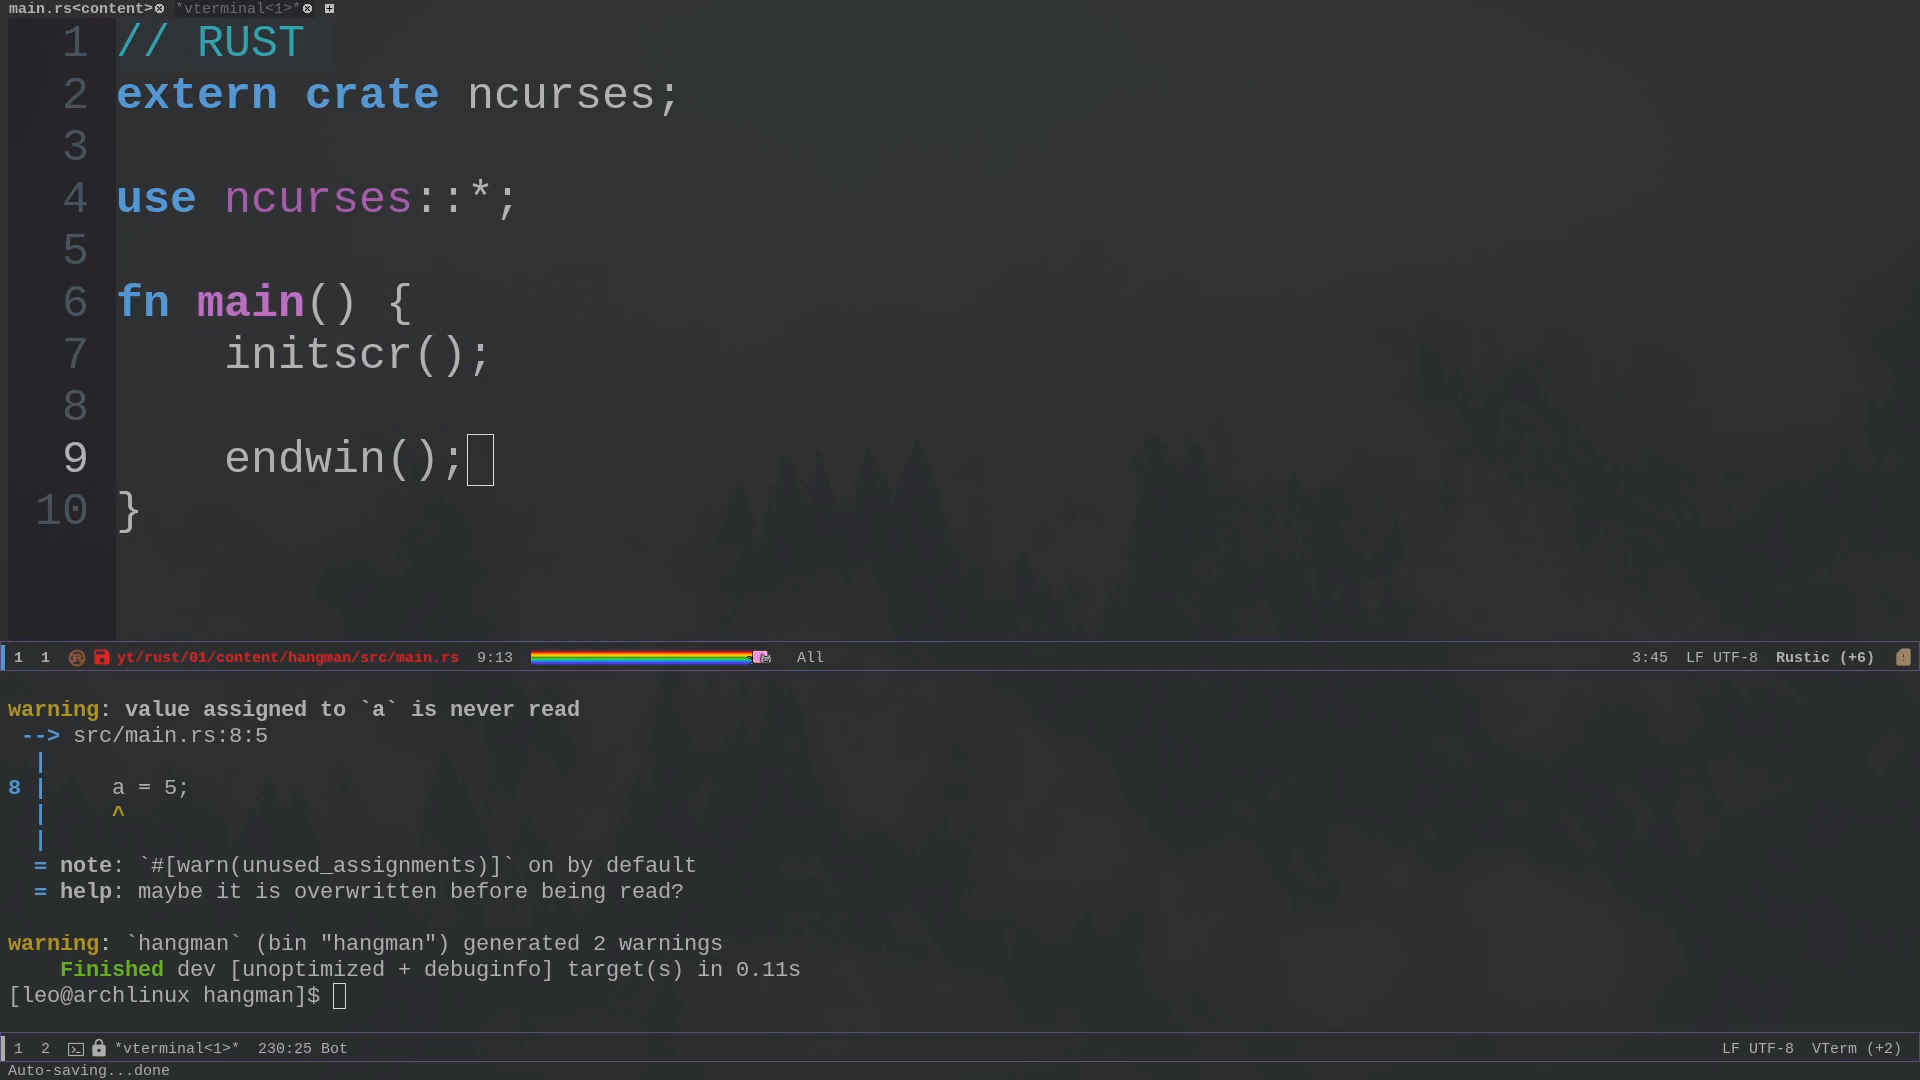 main.rs<content> *vterminal<1>*
1 // RUST
2 extern crate ncurses;
3
4 use ncurses::*;
5
6 fn main() {
7     initscr();
8
9     endwin();
10 }
1 1 yt/rust/01/content/hangman/src/main.rs 9:13 All 3:45 LF UTF-8 Rustic (+6)
warning: value assigned to `a` is never read
 --> src/main.rs:8:5
  |
8 |     a = 5;
  |     ^
  |
  = note: `#[warn(unused_assignments)]` on by default
  = help: maybe it is overwritten before being read?
warning: `hangman` (bin "hangman") generated 2 warnings
    Finished dev [unoptimized + debuginfo] target(s) in 0.11s
[leo@archlinux hangman]$
1 2 *vterminal<1>* 230:25 Bot LF UTF-8 VTerm (+2)
Auto-saving...done